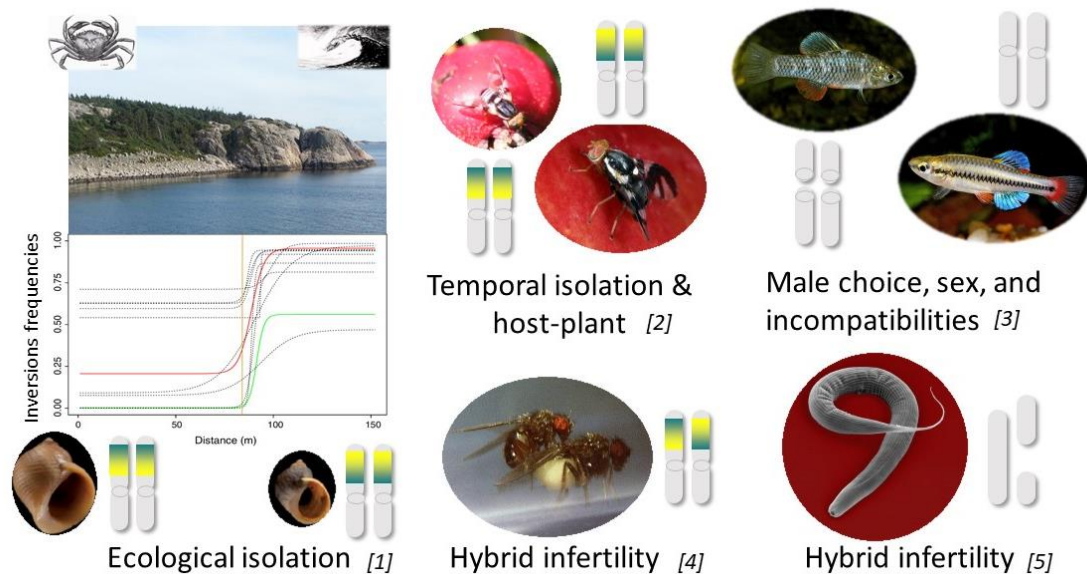 Inversions frequencies
1.00
0.75
0.50
0.25
0.00
0
50
100
150
Distance (m)
Ecological isolation [1]
Temporal isolation &
host-plant [2]
Male choice, sex, and
incompatibilities [3]
Hybrid infertility [4]
Hybrid infertility [5]